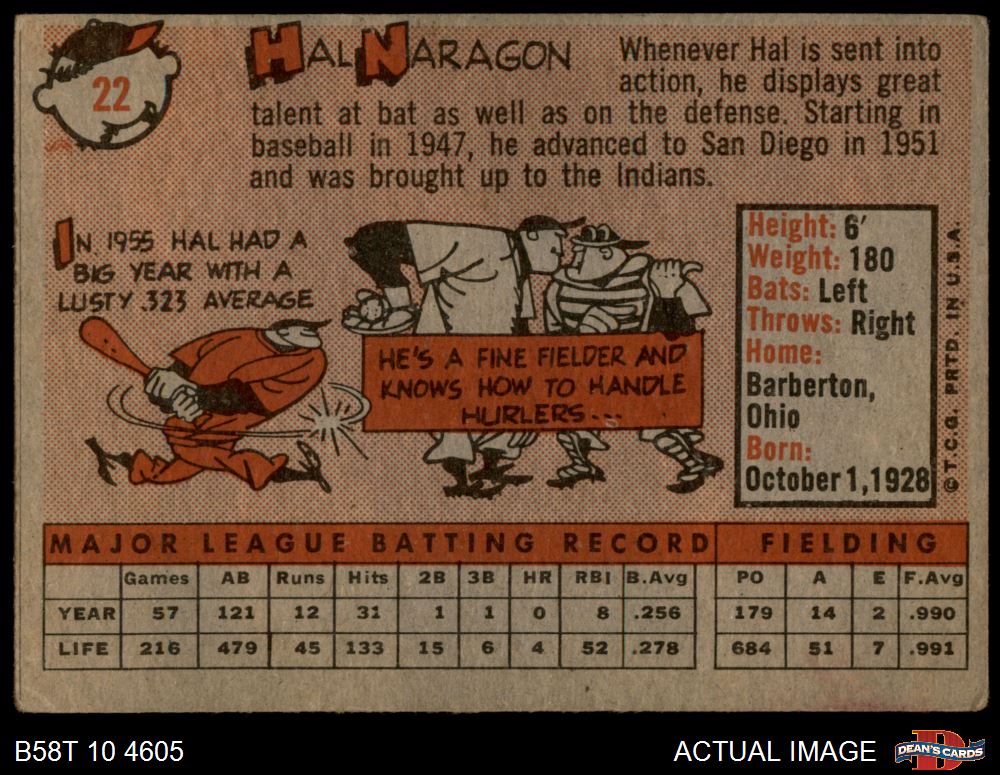 22
HAL NARAGON
Whenever Hal is sent into
action, he displays great
talent at bat as well as on the defense. Starting in
baseball in 1947, he advanced to San Diego in 1951
and was brought up to the Indians.
IN 1955 HAL HAD A
BIG YEAR WITH A
LUSTY .323 AVERAGE
HE'S A FINE FIELDER AND
KNOWS HOW TO HANDLE
HURLERS...
Height: 6'
Weight: 180
Bats: Left
Throws: Right
Home:
Barberton,
Ohio
Born:
October 1, 1928
© T.C.G. PRTD. IN U.S.A.
MAJOR LEAGUE BATTING RECORD FIELDING
Games AB Runs Hits 2B 3B HR RBI B.Avg PO A E F.Avg
YEAR 57 121 12 31 1 1 0 8 .256 179 14 2 .990
LIFE 216 479 45 133 15 6 4 52 .278 684 51 7 .991
B58T 10 4605
ACTUAL IMAGE
D
DEAN'S CARDS